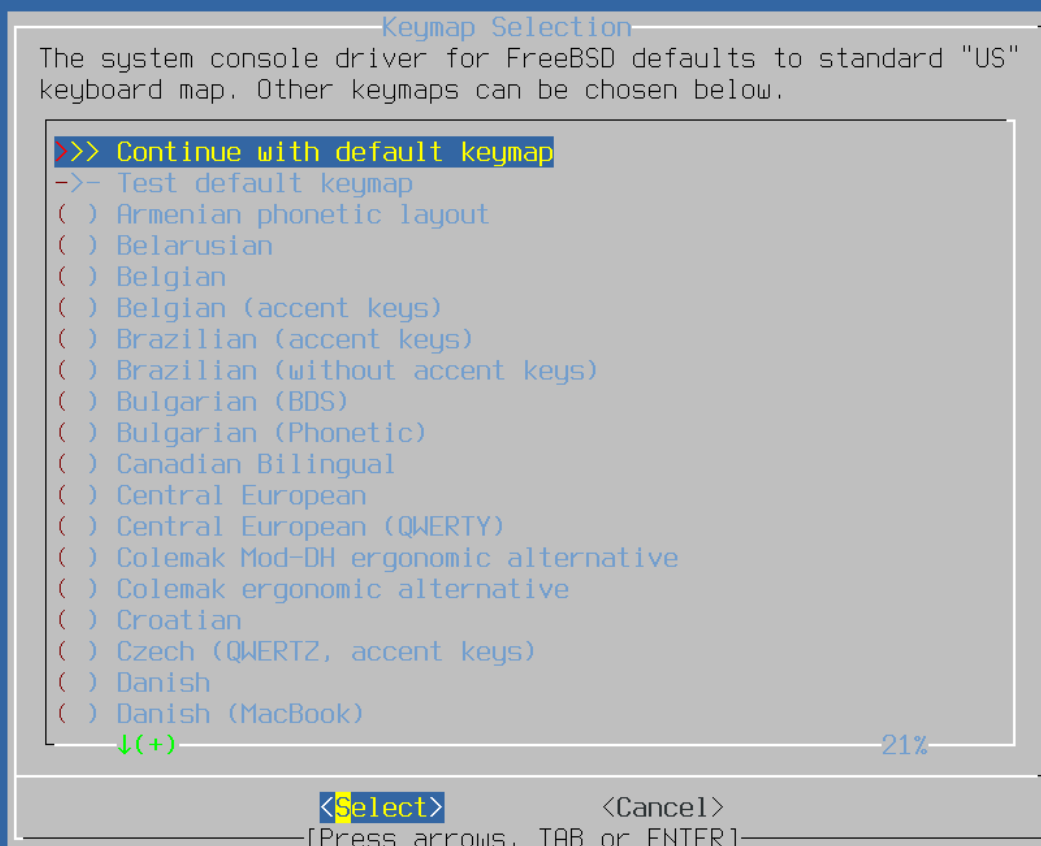 Keymap Selection
The system console driver for FreeBSD defaults to standard "US"
keyboard map. Other keymaps can be chosen below.
>>> Continue with default keymap
->- Test default keymap
( ) Armenian phonetic layout
( ) Belarusian
( ) Belgian
( ) Belgian (accent keys)
( ) Brazilian (accent keys)
( ) Brazilian (without accent keys)
( ) Bulgarian (BDS)
( ) Bulgarian (Phonetic)
( ) Canadian Bilingual
( ) Central European
( ) Central European (QWERTY)
( ) Colemak Mod-DH ergonomic alternative
( ) Colemak ergonomic alternative
( ) Croatian
( ) Czech (QWERTZ, accent keys)
( ) Danish
( ) Danish (MacBook)
↓(+) 21%
<Select> <Cancel>
[Press arrows, TAB or ENTER]